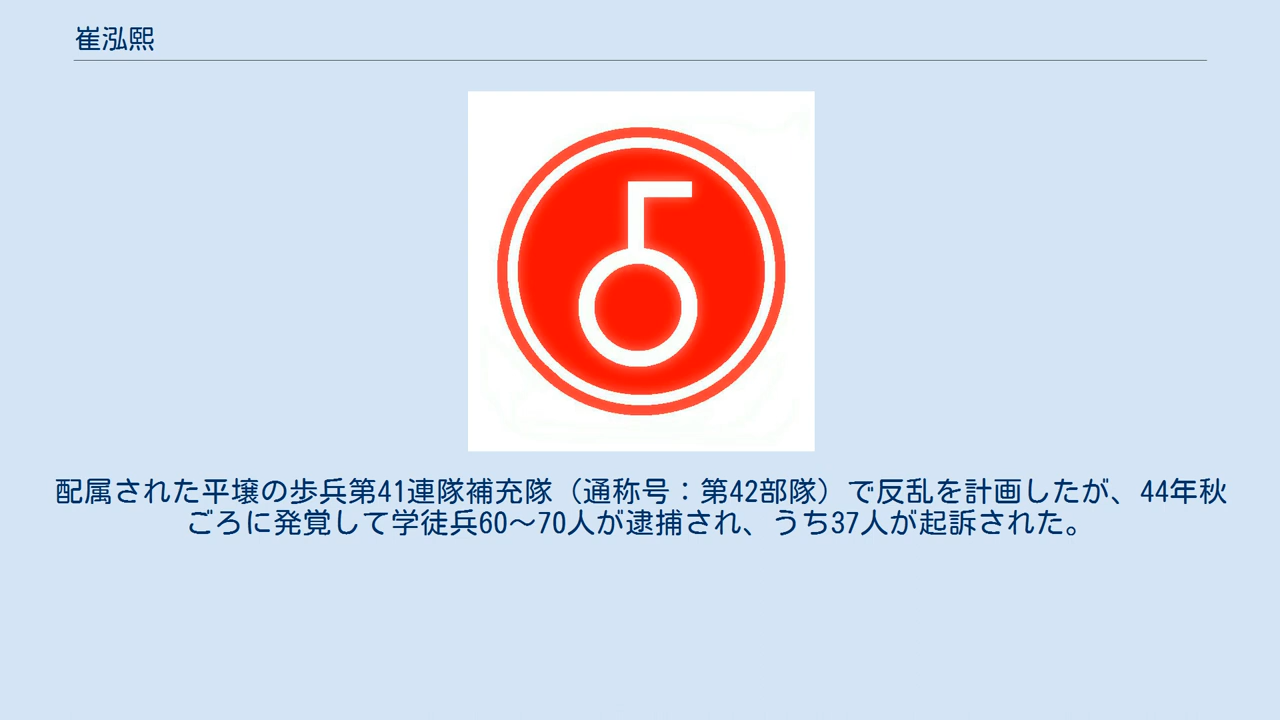 崔泓熙
配属された平壌の歩兵第41連隊補充隊（通称号：第42部隊）で反乱を計画したが、44年秋
ごろに発覚して学徒兵60〜70人が逮捕され、うち37人が起訴された。